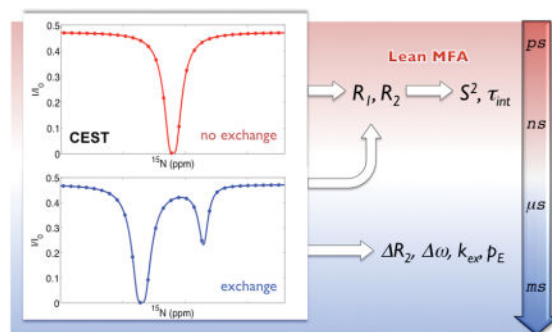 0.5
0.4
0.3
0.2
0.1
0
I/I₀
CEST
no exchange
¹⁵N (ppm)
0.5
0.4
0.3
0.2
0.1
0
I/I₀
exchange
¹⁵N (ppm)
Lean MFA
R₁, R₂
S², τint
ΔR₂, Δω, kex, pE
ps
ns
μs
ms